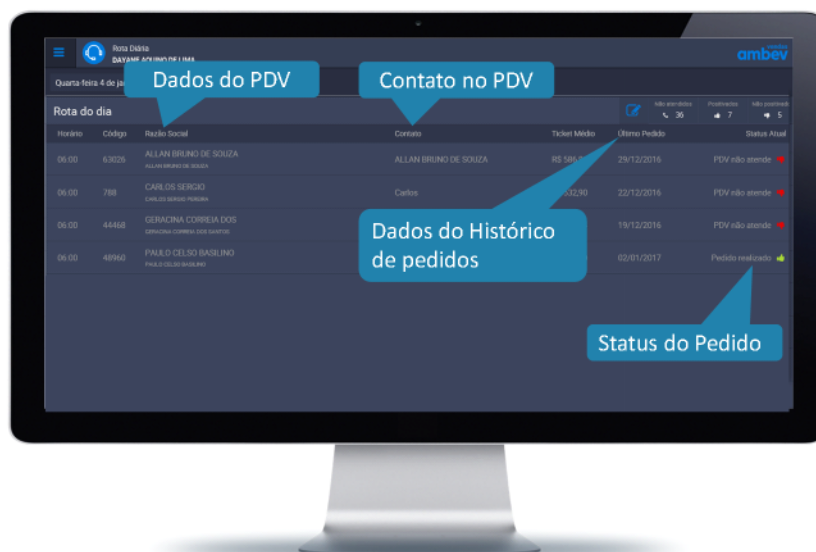 Rota Diária
DAYANE AQUINO DE LIMA
ambev
Quarta-feira 4 de
Dados do PDV
Contato no PDV
Rota do dia
Não atendidos
36
Positivados
7
Não positivad
5
Horário Código Razão Social Contato Ticket Médio Último Pedido Status Atual
06:00 63026 ALLAN BRUNO DE SOUZA ALLAN BRUNO DE SOUZA R$ 586, 29/12/2016 PDV não atende
ALLAN BRUNO DE SOUZA
06:00 788 CARLOS SERGIO Carlos 532,90 22/12/2016 PDV não atende
CARLOS SERGIO PEREIRA
06:00 44468 GERACINA CORREIA DOS 19/12/2016 PDV não atende
GERACINA CORREIA DOS SANTOS
Dados do Histórico
de pedidos
06:00 48960 PAULO CELSO BASILINO 02/01/2017 Pedido realizado
PAULO CELSO BASILINO
Status do Pedido